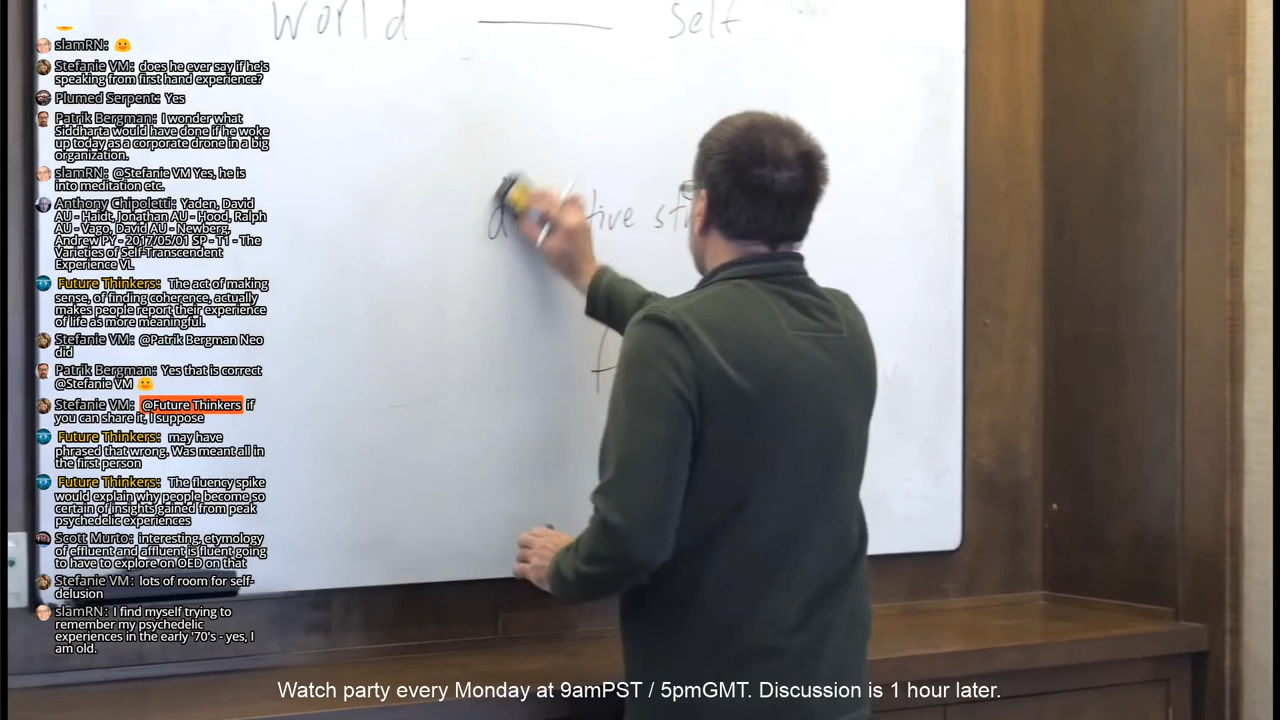 World ——— Self
slamRN: 🙂
Stefanie VM: does he ever say if he's
speaking from first hand experience?
Plumed Serpent: Yes
Patrik Bergman: I wonder what
Siddharta would have done if he woke
up today as a corporate drone in a big
organization.
slamRN: @Stefanie VM Yes, he is
into meditation etc.
Anthony Chipoletti: Yaden, David
AU - Haidt, Jonathan AU - Hood, Ralph
AU - Vago, David AU - Newberg,
Andrew PY - 2017/05/01 SP - T1 - The
Varieties of Self-Transcendent
Experience VL
Future Thinkers: The act of making
sense, of finding coherence, actually
makes people report their experience
of life as more meaningful.
Stefanie VM: @Patrik Bergman Neo
did
Patrik Bergman: Yes that is correct
@Stefanie VM 🙂
Stefanie VM: @Future Thinkers if
you can share it, I suppose
Future Thinkers: may have
phrased that wrong. Was meant all in
the first person
Future Thinkers: The fluency spike
would explain why people become so
certain of insights gained from peak
psychedelic experiences
Scott Murto: interesting, etymology
of effluent and affluent is fluent going
to have to explore on OED on that
Stefanie VM: lots of room for self-
delusion
slamRN: I find myself trying to
remember my psychedelic
experiences in the early '70's - yes, I
am old.
Watch party every Monday at 9amPST / 5pmGMT. Discussion is 1 hour later.